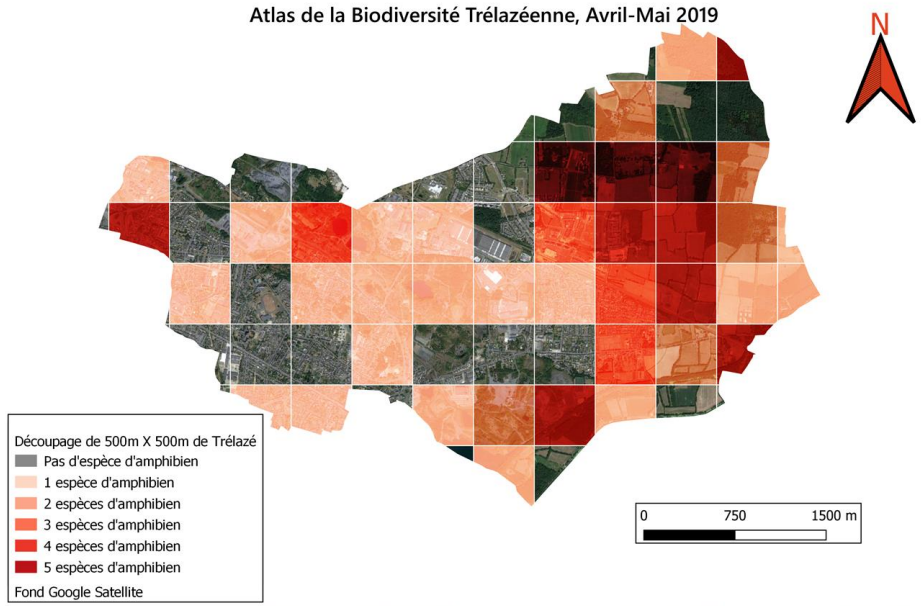 Atlas de la Biodiversité Trélazéenne, Avril-Mai 2019
N
Découpage de 500m X 500m de Trélazé
Pas d'espèce d'amphibien
1 espèce d'amphibien
2 espèces d'amphibien
3 espèces d'amphibien
4 espèces d'amphibien
5 espèces d'amphibien
Fond Google Satellite
0 750 1500 m